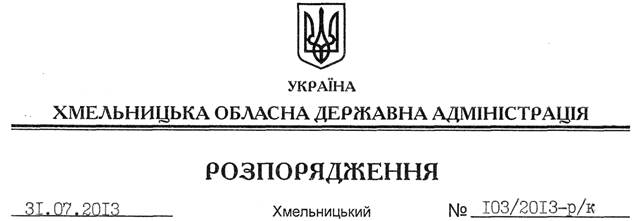 УКРАЇНА
ХМЕЛЬНИЦЬКА ОБЛАСНА ДЕРЖАВНА АДМІНІСТРАЦІЯ
РОЗПОРЯДЖЕННЯ
31.07.2013 Хмельницький № 103/2013-р/к